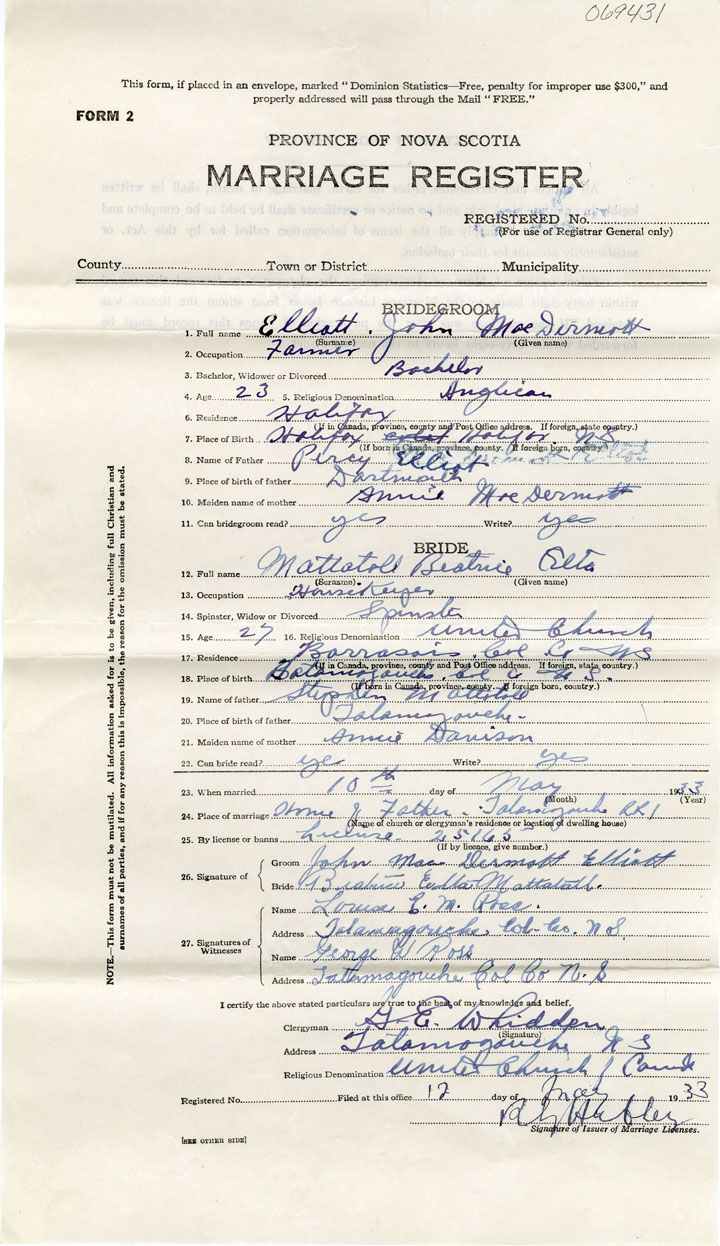 069431
This form, if placed in an envelope, marked “Dominion Statistics—Free, penalty for improper use $300,” and
properly addressed will pass through the Mail “FREE.”
FORM 2
PROVINCE OF NOVA SCOTIA
MARRIAGE REGISTER
REGISTERED No.
(For use of Registrar General only)
County Town or District Municipality
BRIDEGROOM
1. Full name Elliott. John MacDermott
(Surname) (Given name)
2. Occupation Farmer
3. Bachelor, Widower or Divorced Bachelor
4. Age 23 5. Religious Denomination Anglican
6. Residence Halifax
(If in Canada, province, county and Post Office address. If foreign, state country.)
7. Place of Birth Halifax Halifax. N.S
(If born in Canada, province, county. If foreign born, country.)
8. Name of Father Percy Elliot
9. Place of birth of father Dartmouth
10. Maiden name of mother Annie MacDermott
11. Can bridegroom read? yes Write? yes
BRIDE
12. Full name Mattatall Beatrice Etta
(Surname) (Given name)
13. Occupation HouseKeeper
14. Spinster, Widow or Divorced Spinster
15. Age 27 16. Religious Denomination United Church
17. Residence Col Co NS
(If in Canada, province, county and Post Office address. If foreign, state country.)
18. Place of birth Tatamagouche, Col Co N.S.
(If born in Canada, province, county. If foreign born, country.)
19. Name of father Stephen Mattatall
20. Place of birth of father Tatamagouche
21. Maiden name of mother Annie Davison
22. Can bride read? yes Write? yes
23. When married 10th day of May 1933
(Month) (Year)
24. Place of marriage Home of Father. Tatamagouche RR1
(Name of church or clergyman's residence or location of dwelling house)
25. By license or banns License. 25163
(If by licence, give number.)
26. Signature of
Groom John MacDermott Elliott
Bride Beatrice Etta Mattatall.
27. Signatures of Witnesses
Name Louise E. M. Ross.
Address Tatamagouche, Col. Co. N.S.
Name George W Ross
Address Tatamagouche Col Co N.S
I certify the above stated particulars are true to the best of my knowledge and belief.
Clergyman G. E. Whidden
(Signature)
Address Tatamagouche N S
Religious Denomination United Church of Canada
Registered No. Filed at this office 12 day of May 1933
Signature of Issuer of Marriage Licenses.
[SEE OTHER SIDE]
NOTE.—This form must not be mutilated. All information asked for is to be given, including full Christian and
surnames of all parties, and if for any reason this is impossible, the reason for the omission must be stated.